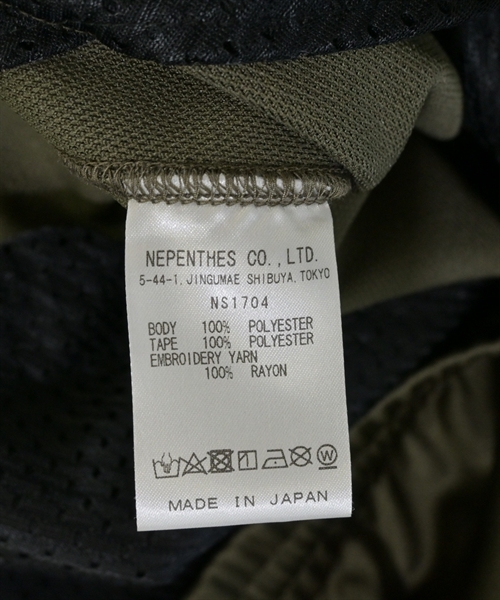 NEPENTHES CO.,LTD.
5-44-1, JINGUMAE SHIBUYA, TOKYO
NS1704
BODY 100% POLYESTER
TAPE 100% POLYESTER
EMBROIDERY YARN
100% RAYON
W
MADE IN JAPAN